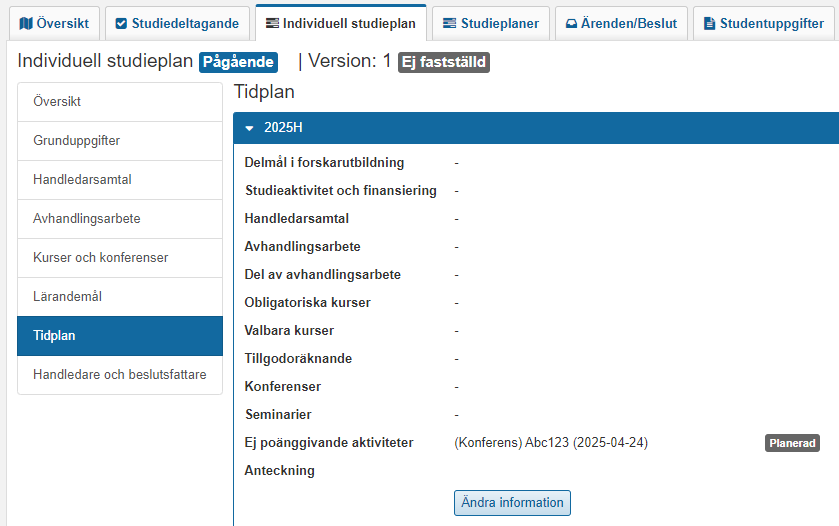 Översikt Studiedeltagande Individuell studieplan Studieplaner Ärenden/Beslut Studentuppgifter
Individuell studieplan Pågående | Version: 1 Ej fastställd
Översikt
Grunduppgifter
Handledarsamtal
Avhandlingsarbete
Kurser och konferenser
Lärandemål
Tidplan
Handledare och beslutsfattare
Tidplan
2025H
Delmål i forskarutbildning -
Studieaktivitet och finansiering -
Handledarsamtal -
Avhandlingsarbete -
Del av avhandlingsarbete -
Obligatoriska kurser -
Valbara kurser -
Tillgodoräknande -
Konferenser -
Seminarier -
Ej poänggivande aktiviteter (Konferens) Abc123 (2025-04-24) Planerad
Anteckning
Ändra information